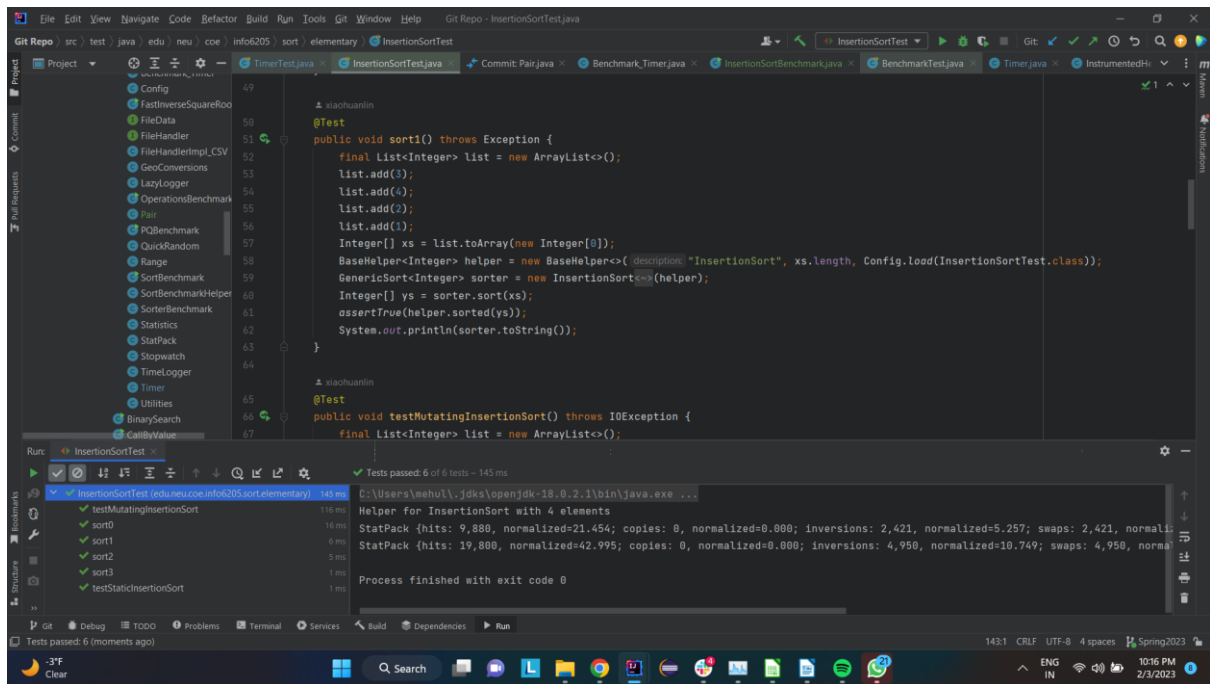 File Edit View Navigate Code Refactor Build Run Tools Git Window Help Git Repo - InsertionSortTest.java
Git Repo src test java edu neu coe info6205 sort elementary InsertionSortTest InsertionSortTest Git:
Project TimerTest.java InsertionSortTest.java Commit: Pair.java Benchmark_Timer.java InsertionSortBenchmark.java BenchmarkTest.java Timer.java
Project
Commit
Pull Requests
Bookmarks
Structure
Benchmark_Timer
Config
FastInverseSquareRoo
FileData
FileHandler
FileHandlerImpl_CSV
GeoConversions
LazyLogger
OperationsBenchmark
Pair
PQBenchmark
QuickRandom
Range
SortBenchmark
SortBenchmarkHelper
SorterBenchmark
Statistics
StatPack
Stopwatch
TimeLogger
Timer
Utilities
BinarySearch
CallByValue
49
xiaohuanlin
50 @Test
51 public void sort1() throws Exception {
52 final List<Integer> list = new ArrayList<>();
53 list.add(3);
54 list.add(4);
55 list.add(2);
56 list.add(1);
57 Integer[] xs = list.toArray(new Integer[0]);
58 BaseHelper<Integer> helper = new BaseHelper<>( description: "InsertionSort", xs.length, Config.load(InsertionSortTest.class));
59 GenericSort<Integer> sorter = new InsertionSort<~>(helper);
60 Integer[] ys = sorter.sort(xs);
61 assertTrue(helper.sorted(ys));
62 System.out.println(sorter.toString());
63 }
64
xiaohuanlin
65 @Test
66 public void testMutatingInsertionSort() throws IOException {
67 final List<Integer> list = new ArrayList<>();
1
Maven
Notifications
Run: InsertionSortTest
Tests passed: 6 of 6 tests – 145 ms
InsertionSortTest (edu.neu.coe.info6205.sort.elementary) 145 ms
testMutatingInsertionSort 116 ms
sort0 16 ms
sort1 6 ms
sort2 5 ms
sort3 1 ms
testStaticInsertionSort 1 ms
C:\Users\mehul\.jdks\openjdk-18.0.2.1\bin\java.exe ...
Helper for InsertionSort with 4 elements
StatPack {hits: 9,880, normalized=21.454; copies: 0, normalized=0.000; inversions: 2,421, normalized=5.257; swaps: 2,421, normali
StatPack {hits: 19,800, normalized=42.995; copies: 0, normalized=0.000; inversions: 4,950, normalized=10.749; swaps: 4,950, norma
Process finished with exit code 0
Git Debug TODO Problems Terminal Services Build Dependencies Run
Tests passed: 6 (moments ago) 143:1 CRLF UTF-8 4 spaces Spring2023
-3°F
Clear
Search
21
ENG
IN
10:16 PM
2/3/2023
8